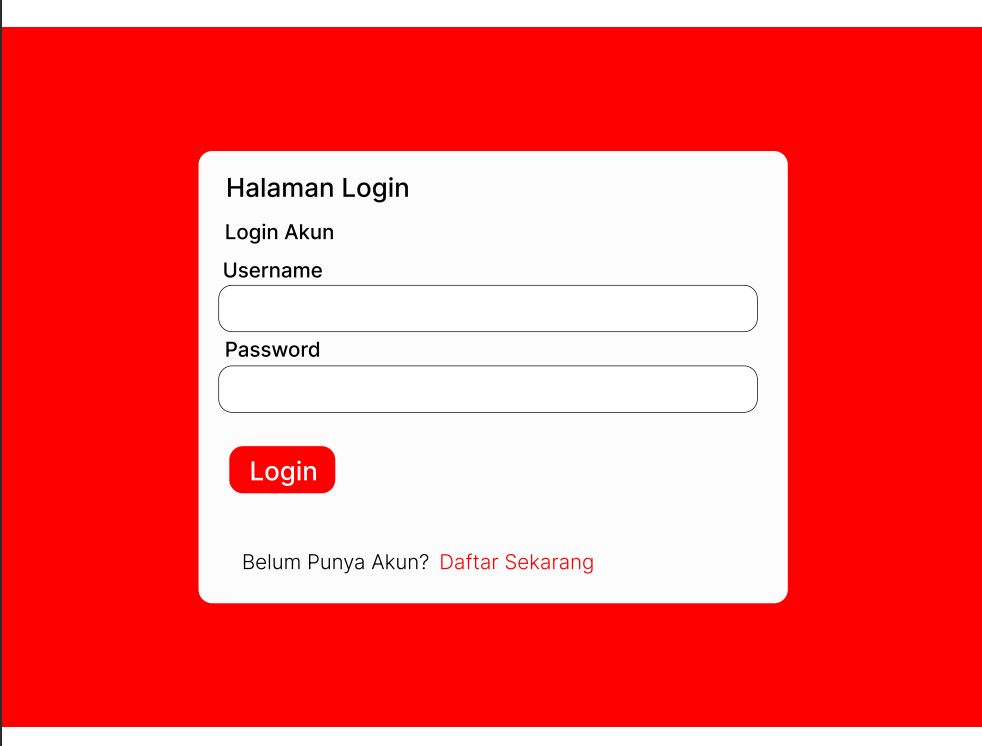 Halaman Login
Login Akun
Username
Password
Login
Belum Punya Akun? Daftar Sekarang